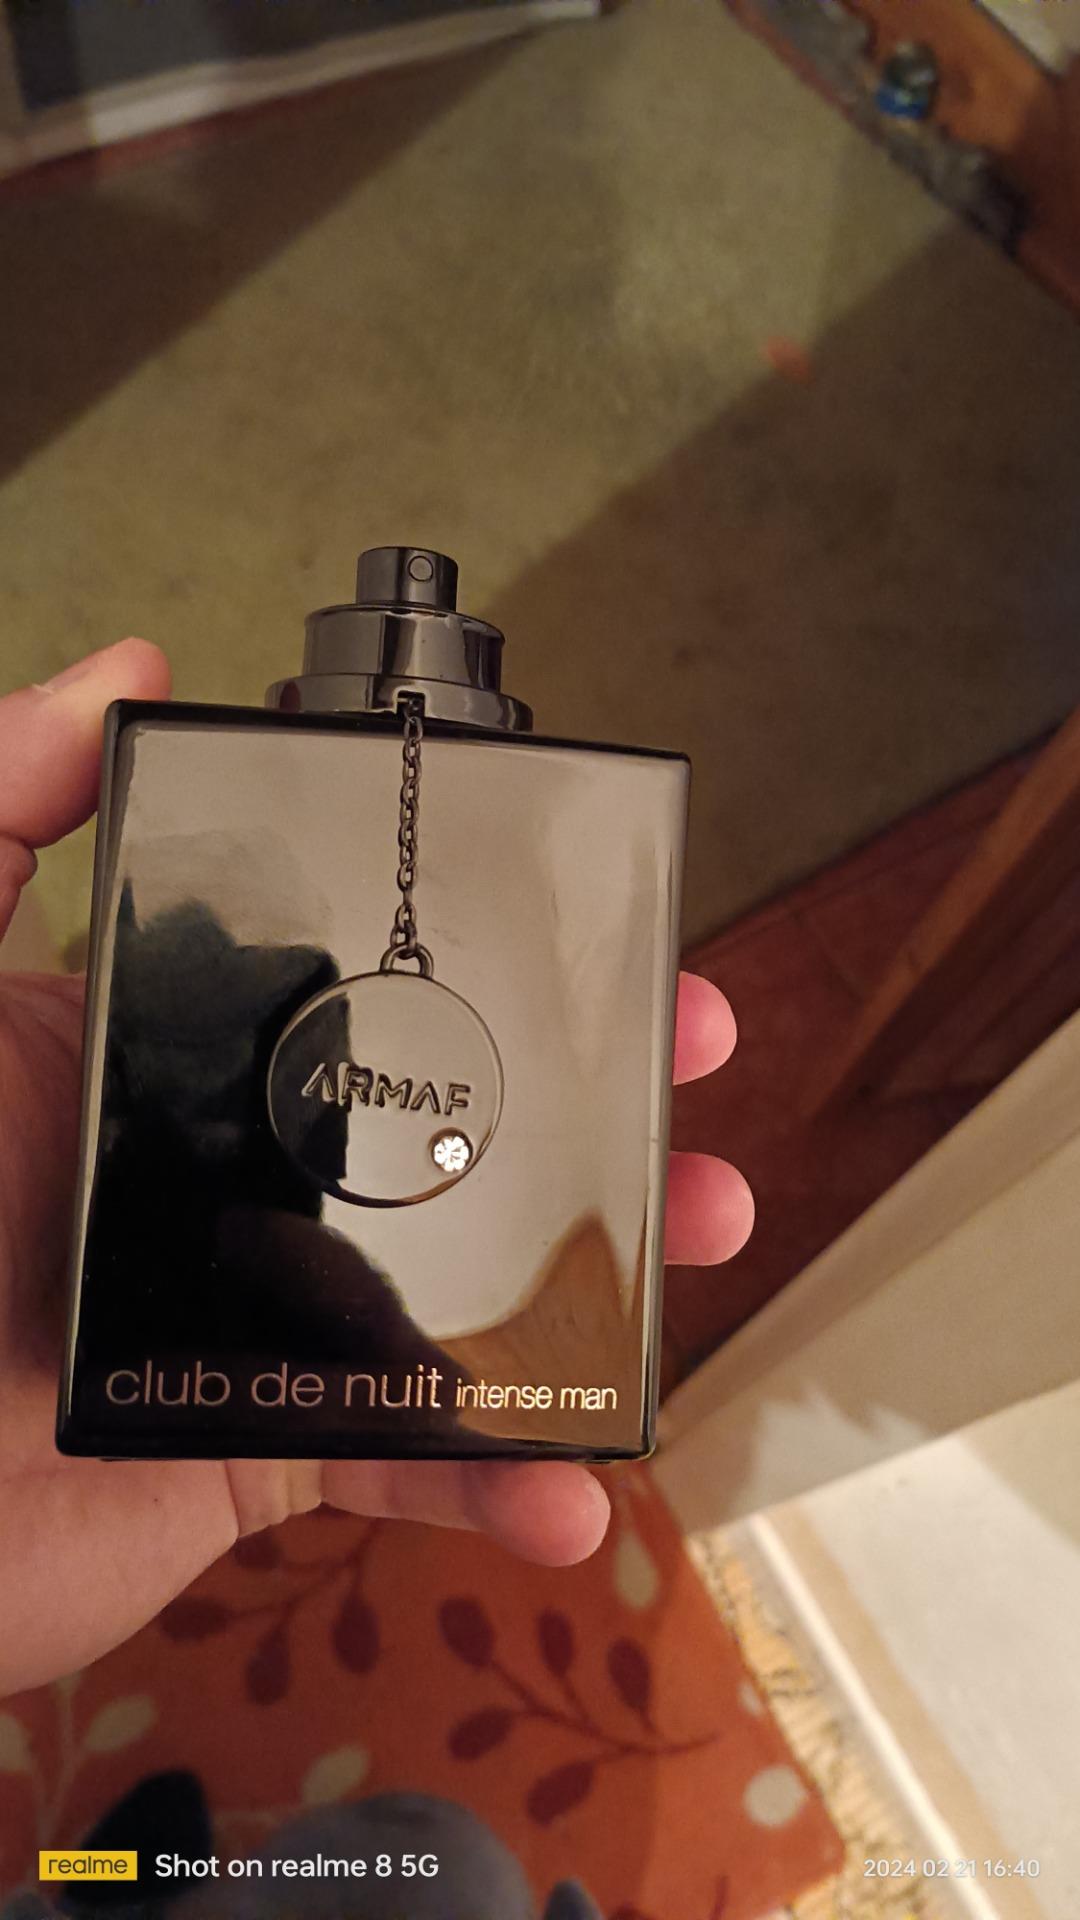 ARMAF
club de nuit intense man
realme Shot on realme 8 5G
2024 02 21 16:40